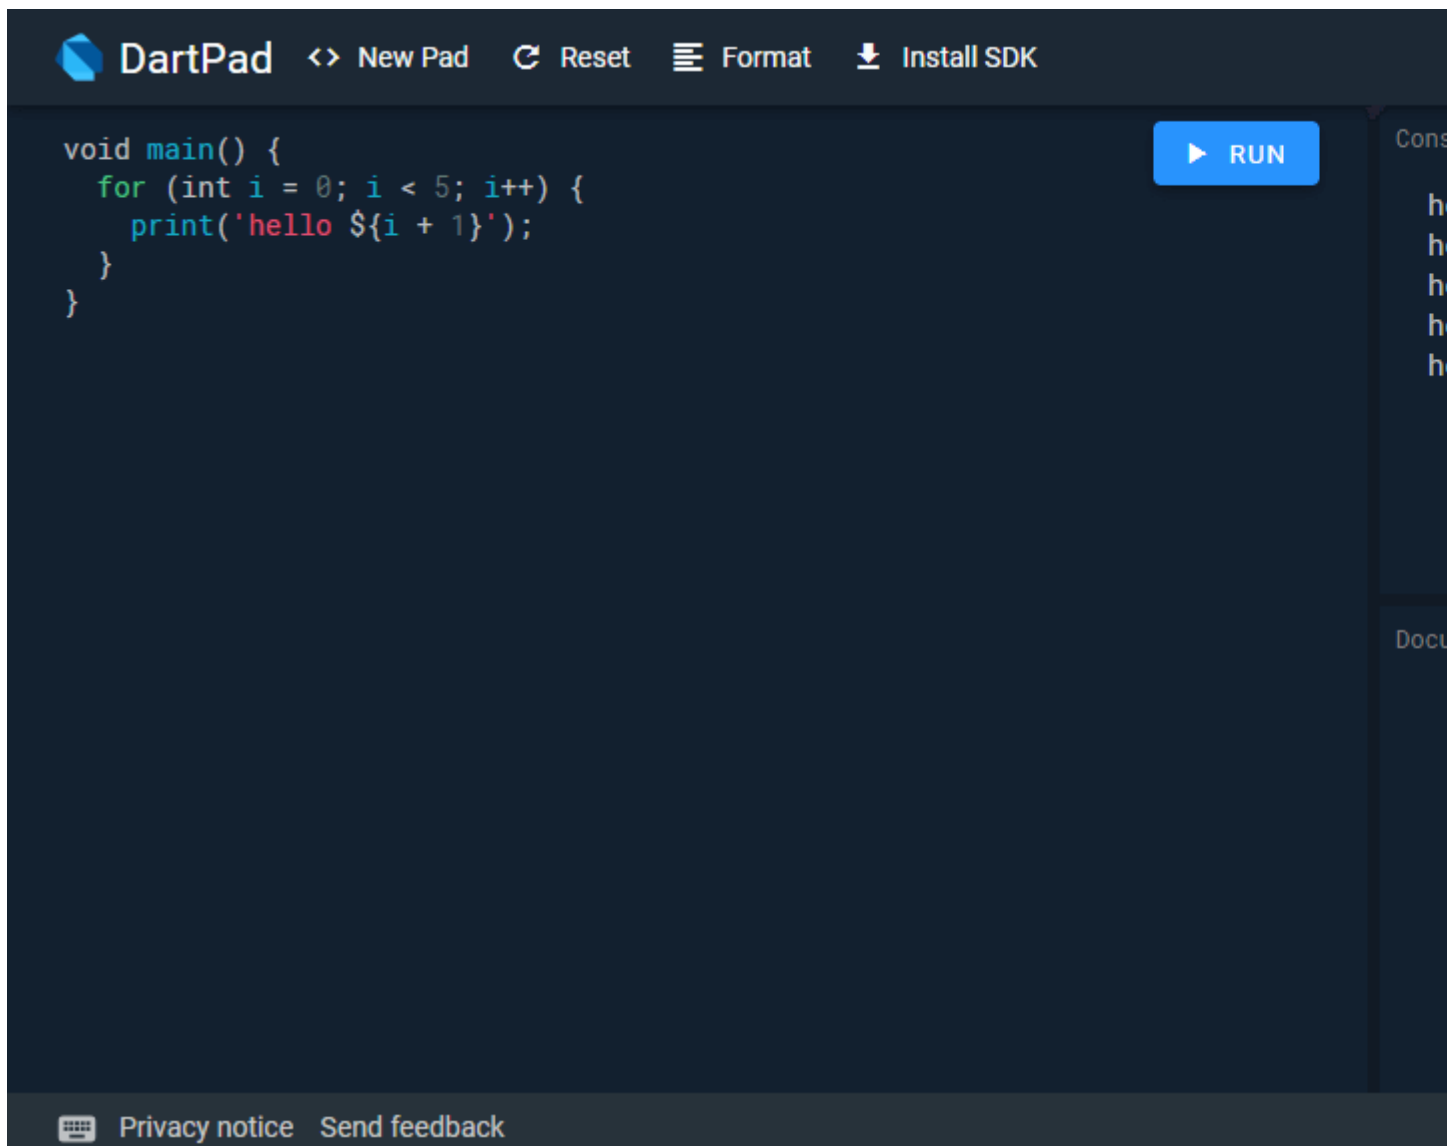 DartPad <> New Pad Reset Format Install SDK
void main() {
  for (int i = 0; i < 5; i++) {
    print('hello ${i + 1}');
  }
}
RUN
Privacy notice Send feedback